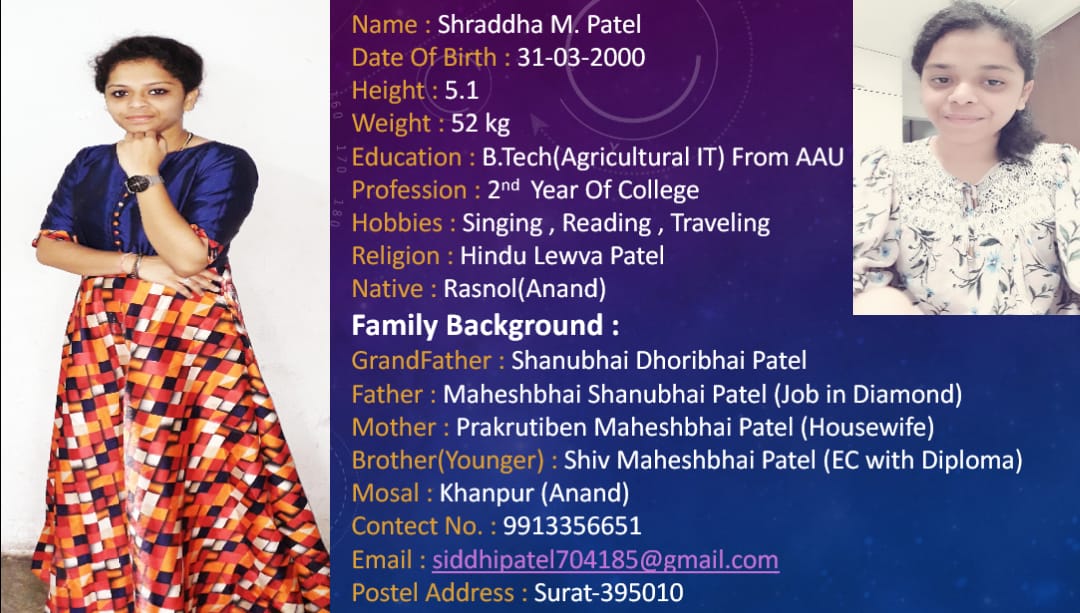 Name : Shraddha M. Patel
Date Of Birth : 31-03-2000
Height : 5.1
Weight : 52 kg
Education : B.Tech(Agricultural IT) From AAU
Profession : 2nd Year Of College
Hobbies : Singing , Reading , Traveling
Religion : Hindu Lewva Patel
Native : Rasnol(Anand)
Family Background :
GrandFather : Shanubhai Dhoribhai Patel
Father : Maheshbhai Shanubhai Patel (Job in Diamond)
Mother : Prakrutiben Maheshbhai Patel (Housewife)
Brother(Younger) : Shiv Maheshbhai Patel (EC with Diploma)
Mosal : Khanpur (Anand)
Contect No. : 9913356651
Email : siddhipatel704185@gmail.com
Postel Address : Surat-395010
160
170
180